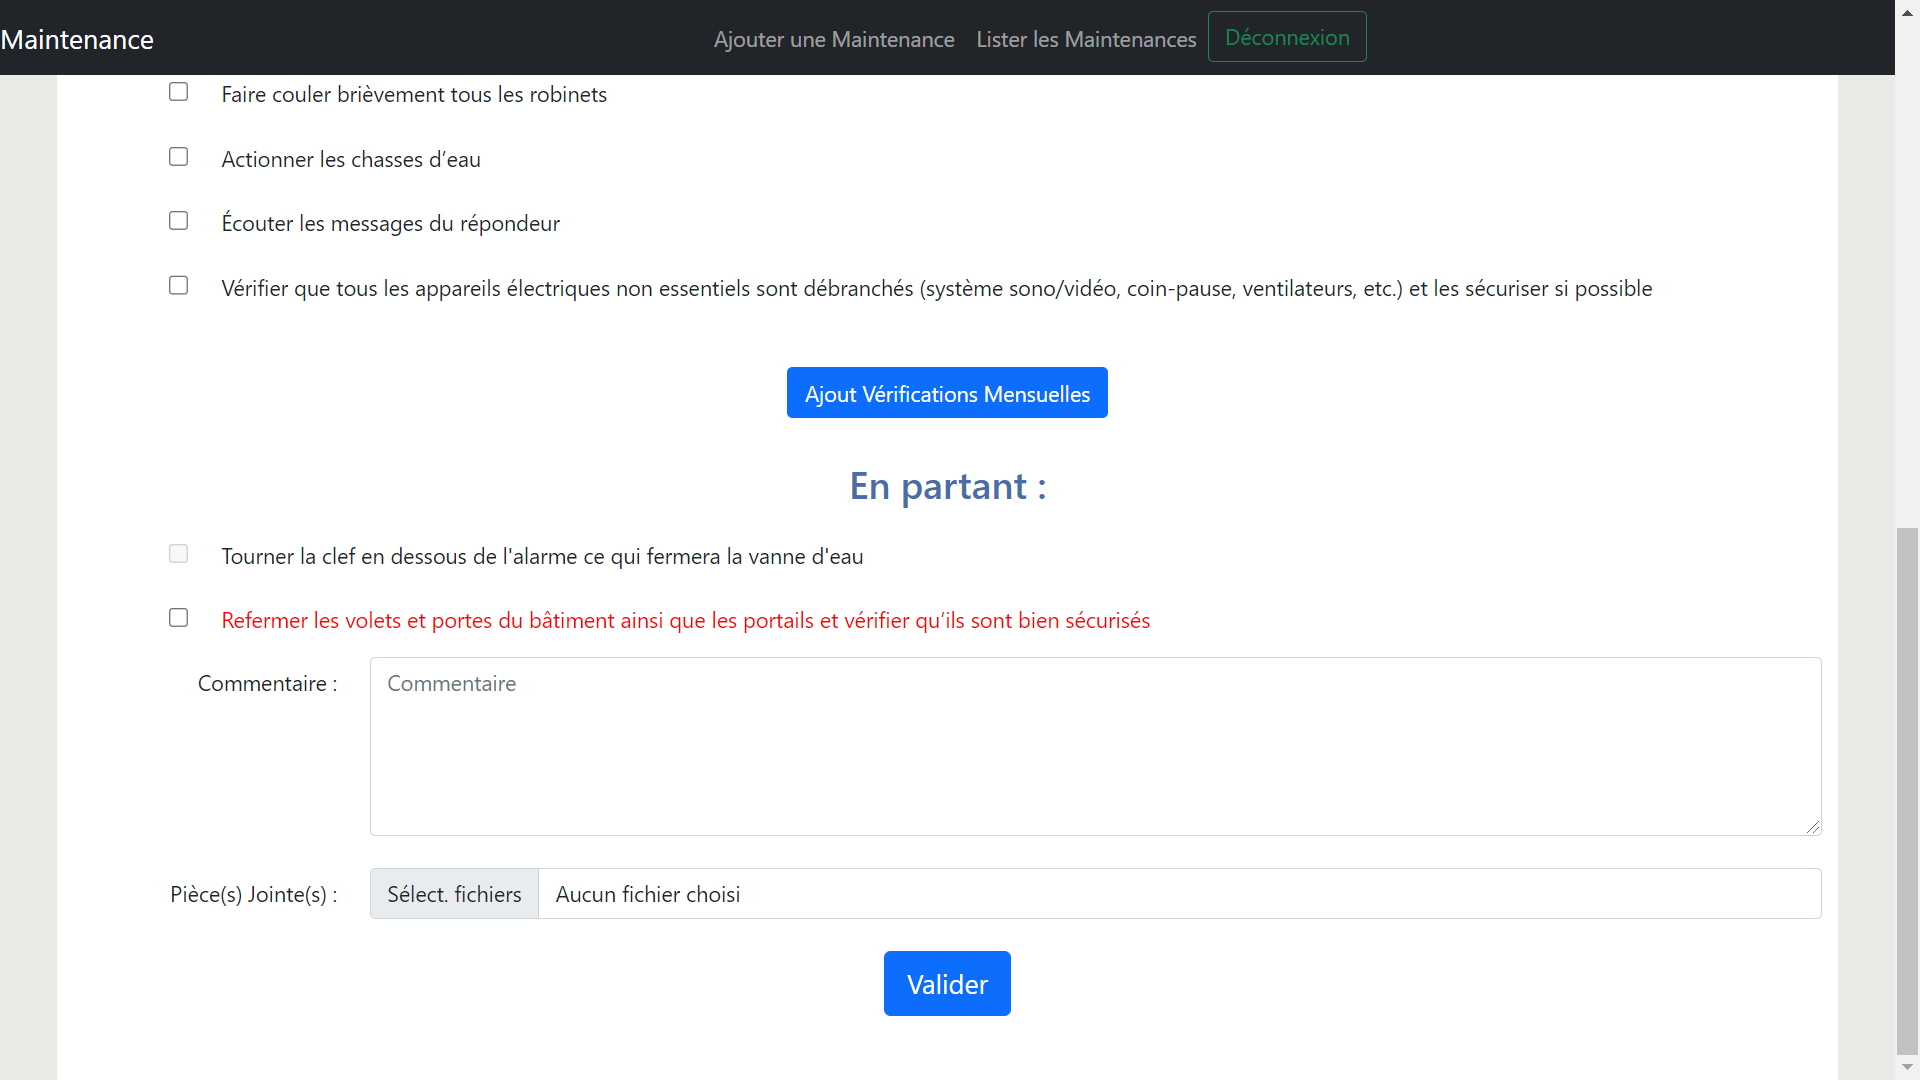 Maintenance
Ajouter une Maintenance
Lister les Maintenances
Déconnexion
Faire couler brièvement tous les robinets
Actionner les chasses d’eau
Écouter les messages du répondeur
Vérifier que tous les appareils électriques non essentiels sont débranchés (système sono/vidéo, coin-pause, ventilateurs, etc.) et les sécuriser si possible
Ajout Vérifications Mensuelles
En partant :
Tourner la clef en dessous de l'alarme ce qui fermera la vanne d'eau
Refermer les volets et portes du bâtiment ainsi que les portails et vérifier qu’ils sont bien sécurisés
Commentaire :
Commentaire
Pièce(s) Jointe(s) :
Sélect. fichiers
Aucun fichier choisi
Valider